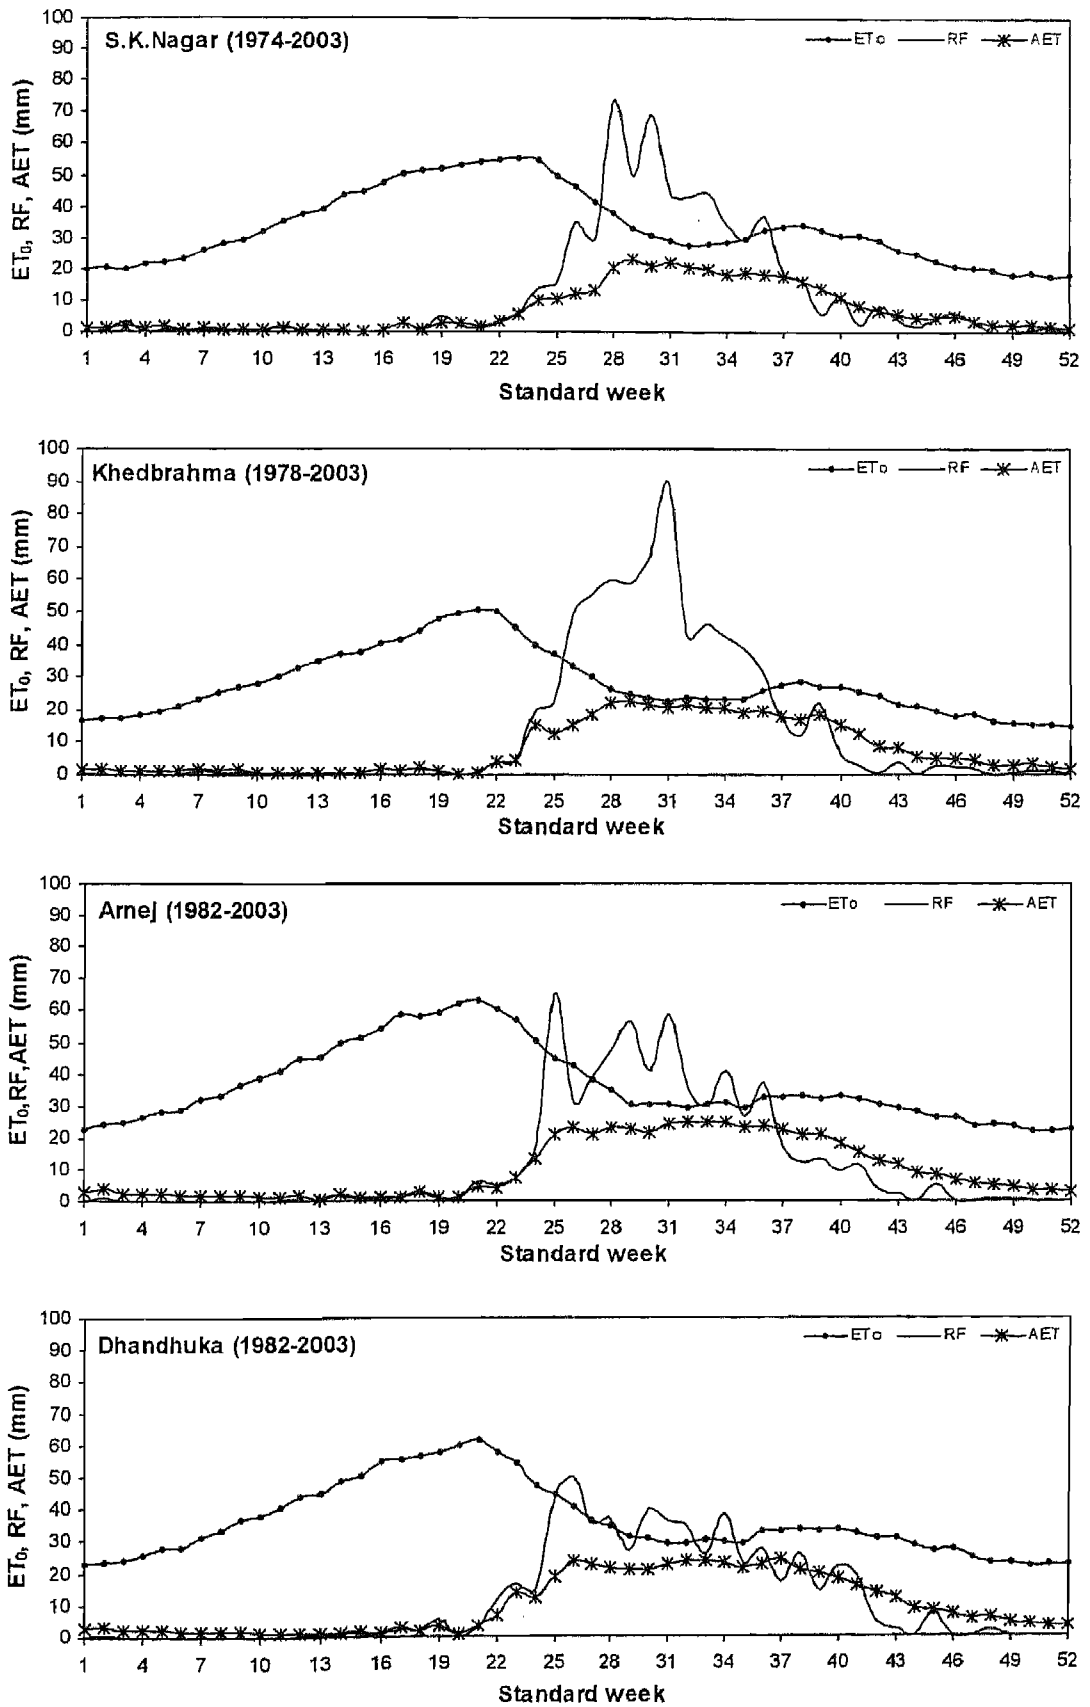 S.K.Nagar (1974-2003)
ETo RF AET
100
90
80
70
60
50
40
30
20
10
0
ET0, RF, AET (mm)
1 4 7 10 13 16 19 22 25 28 31 34 37 40 43 46 49 52
Standard week
Khedbrahma (1978-2003)
ETo RF AET
100
90
80
70
60
50
40
30
20
10
0
ET0, RF, AET (mm)
1 4 7 10 13 16 19 22 25 28 31 34 37 40 43 46 49 52
Standard week
Arnej (1982-2003)
ETo RF AET
100
90
80
70
60
50
40
30
20
10
0
ET0, RF,AET (mm)
1 4 7 10 13 16 19 22 25 28 31 34 37 40 43 46 49 52
Standard week
Dhandhuka (1982-2003)
ETo RF AET
100
90
80
70
60
50
40
30
20
10
0
ET0, RF, AET (mm)
1 4 7 10 13 16 19 22 25 28 31 34 37 40 43 46 49 52
Standard week